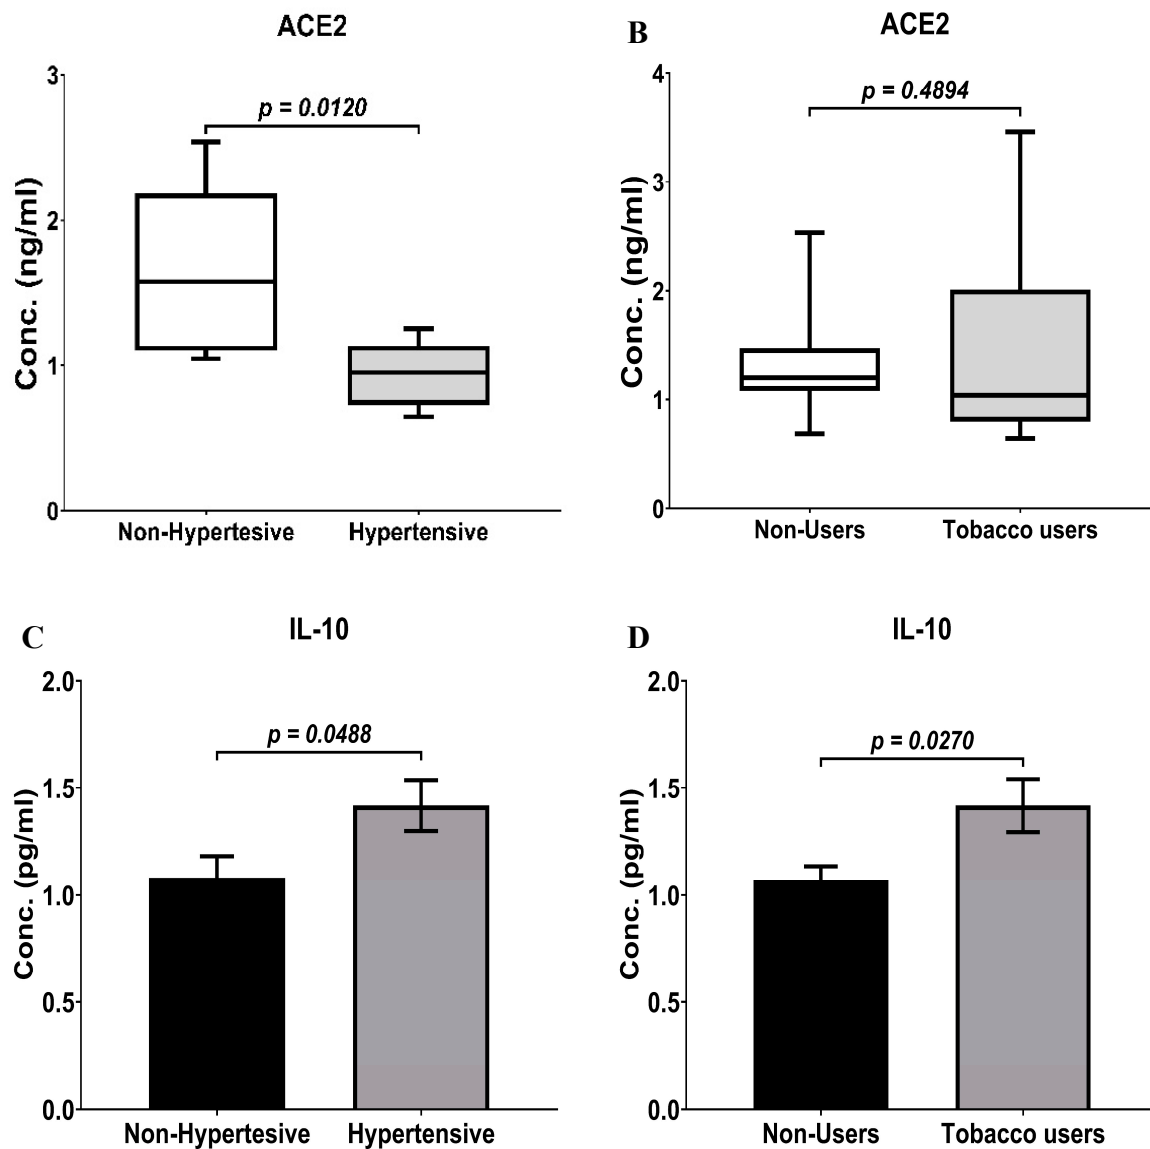 ACE2
3
p = 0.0120
2
Conc. (ng/ml)
1
0
Non-Hypertesive Hypertensive
B
ACE2
4
p = 0.4894
3
Conc. (ng/ml)
2
1
0
Non-Users Tobacco users
C
IL-10
2.0
p = 0.0488
1.5
Conc. (pg/ml)
1.0
0.5
0.0
Non-Hypertesive Hypertensive
D
IL-10
2.0
p = 0.0270
1.5
Conc. (pg/ml)
1.0
0.5
0.0
Non-Users Tobacco users